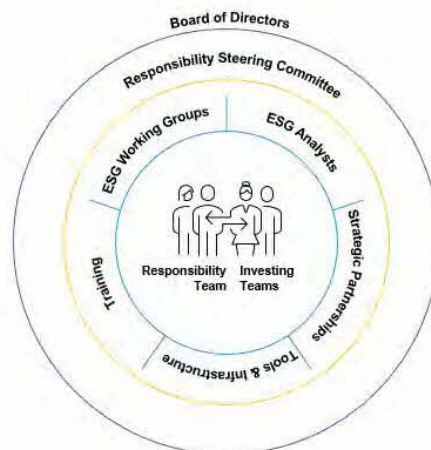 Board of Directors
Responsibility Steering Committee
ESG Working Groups
ESG Analysts
Responsibility Investing
Team Teams
Training
Strategic Partnerships
Tools & Infrastructure